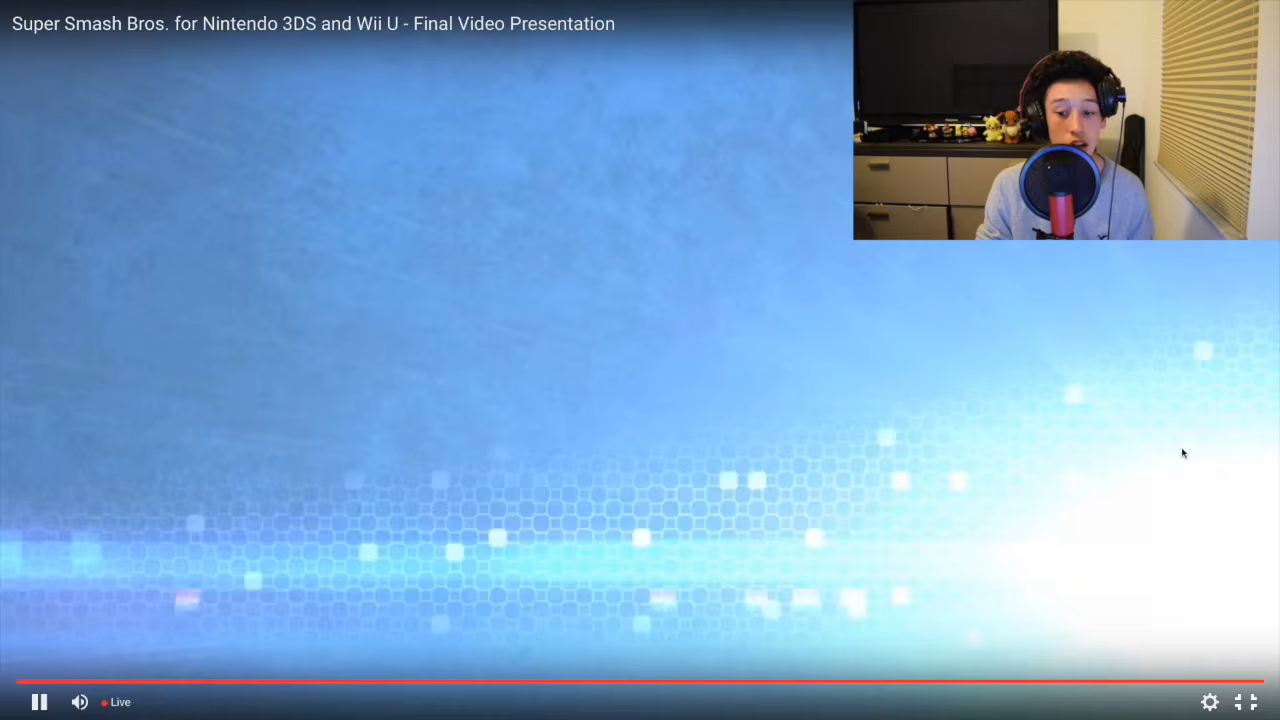 Super Smash Bros. for Nintendo 3DS and Wii U - Final Video Presentation
Live